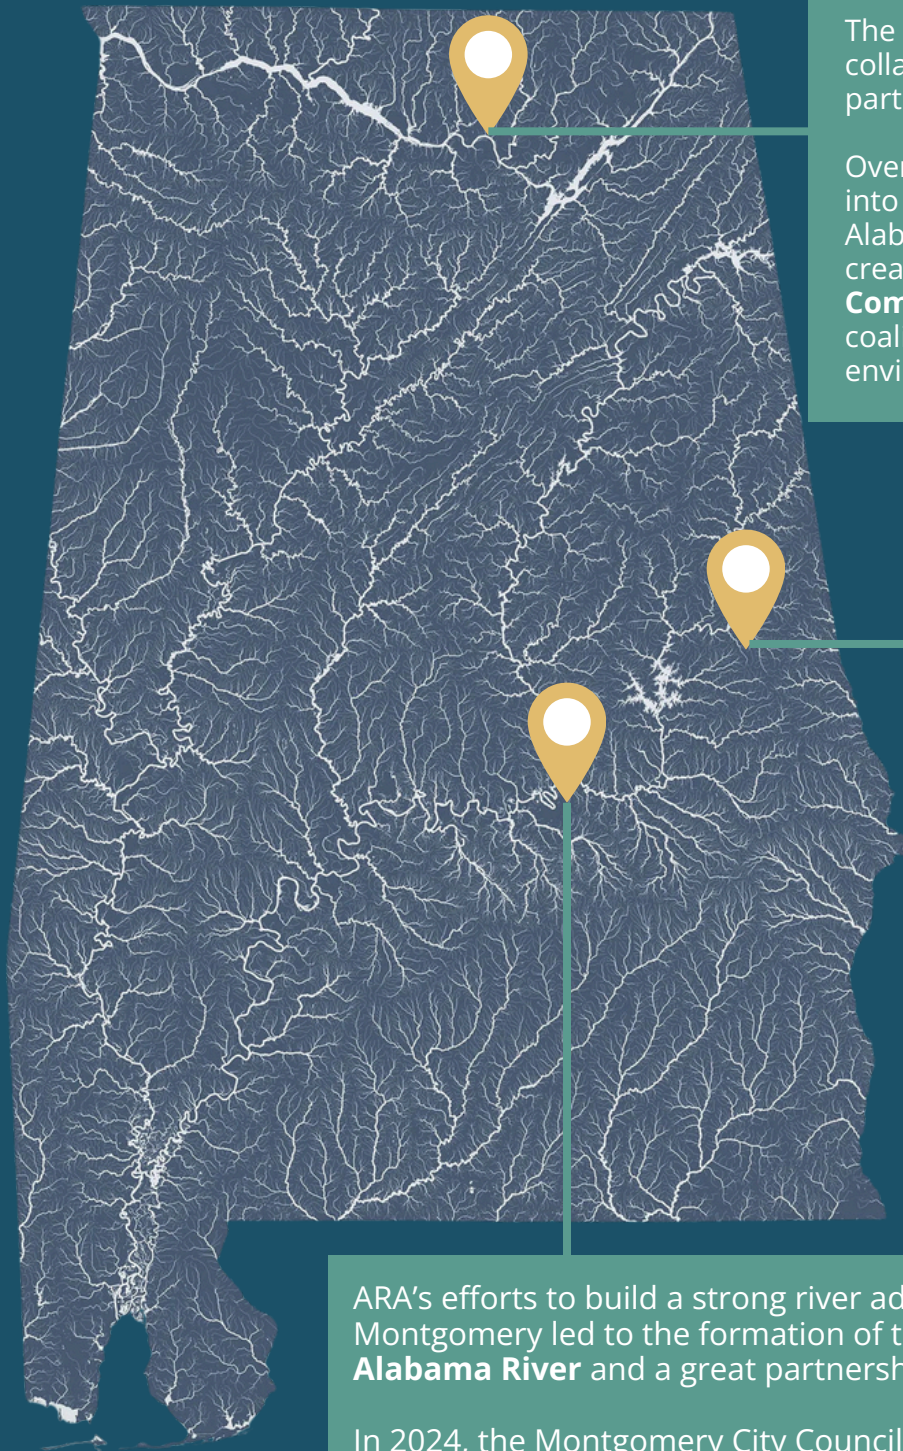 The
colla
part
Over
into
Alab
crea
Com
coal
envi
ARA’s efforts to build a strong river ad
Montgomery led to the formation of t
Alabama River and a great partnersh
In 2024, the Montgomery City Council